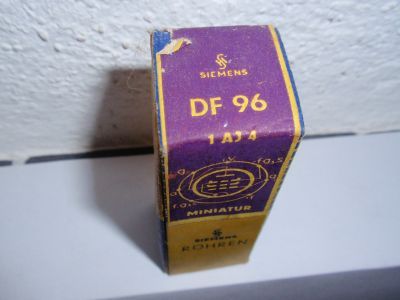 SIEMENS
DF 96
1 AJ 4
MINIATUR
SIEMENS
RÖHREN